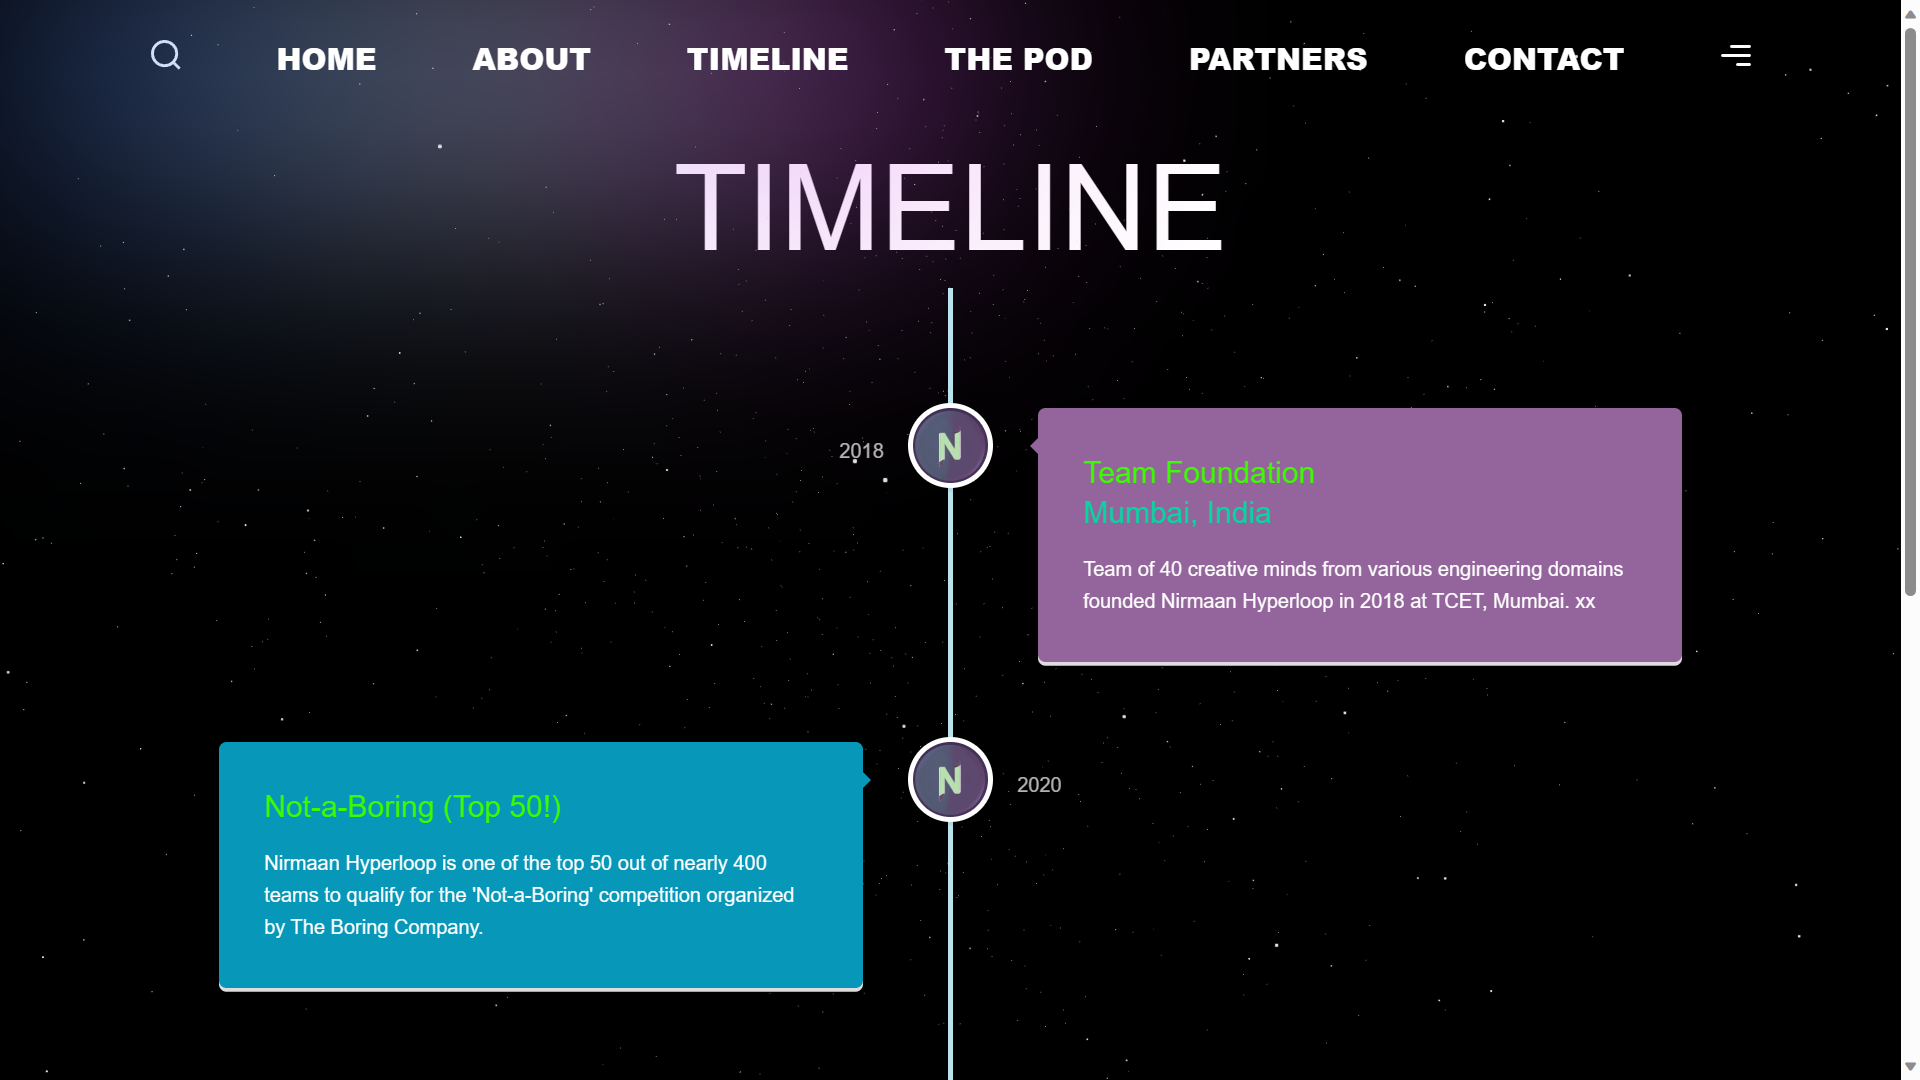 HOME ABOUT TIMELINE THE POD PARTNERS CONTACT
TIMELINE
2018
N
Team Foundation
Mumbai, India
Team of 40 creative minds from various engineering domains
founded Nirmaan Hyperloop in 2018 at TCET, Mumbai. xx
Not-a-Boring (Top 50!)
Nirmaan Hyperloop is one of the top 50 out of nearly 400
teams to qualify for the 'Not-a-Boring' competition organized
by The Boring Company.
N
2020